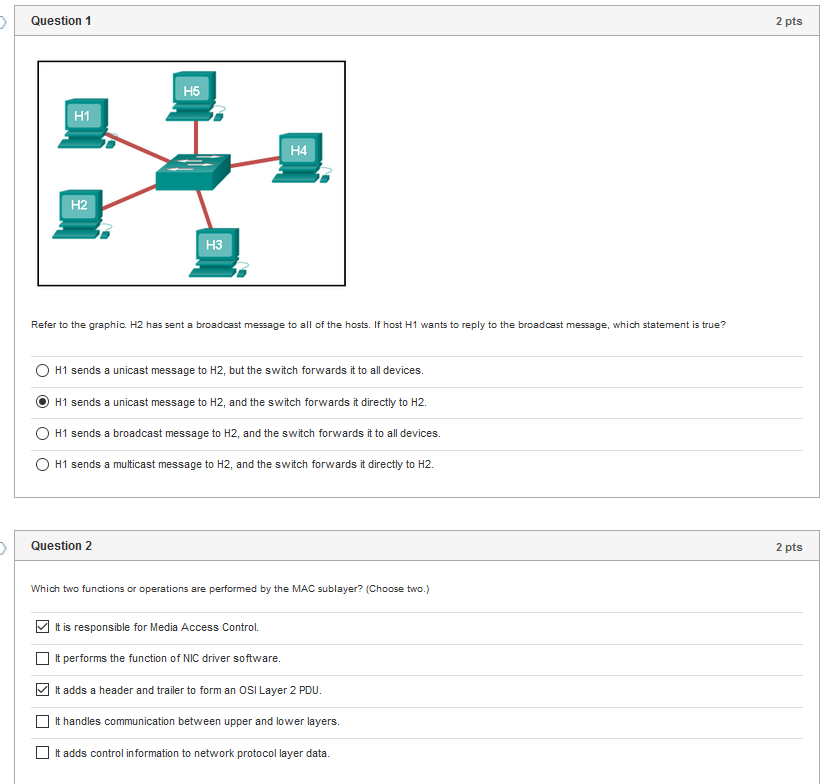 Question 1
2 pts
H5
H1
H4
H2
H3
Refer to the graphic. H2 has sent a broadcast message to all of the hosts. If host H1 wants to reply to the broadcast message, which statement is true?
H1 sends a unicast message to H2, but the switch forwards it to all devices.
H1 sends a unicast message to H2, and the switch forwards it directly to H2.
H1 sends a broadcast message to H2, and the switch forwards it to all devices.
H1 sends a multicast message to H2, and the switch forwards it directly to H2.
Question 2
2 pts
Which two functions or operations are performed by the MAC sublayer? (Choose two.)
It is responsible for Media Access Control.
It performs the function of NIC driver software.
It adds a header and trailer to form an OSI Layer 2 PDU.
It handles communication between upper and lower layers.
It adds control information to network protocol layer data.